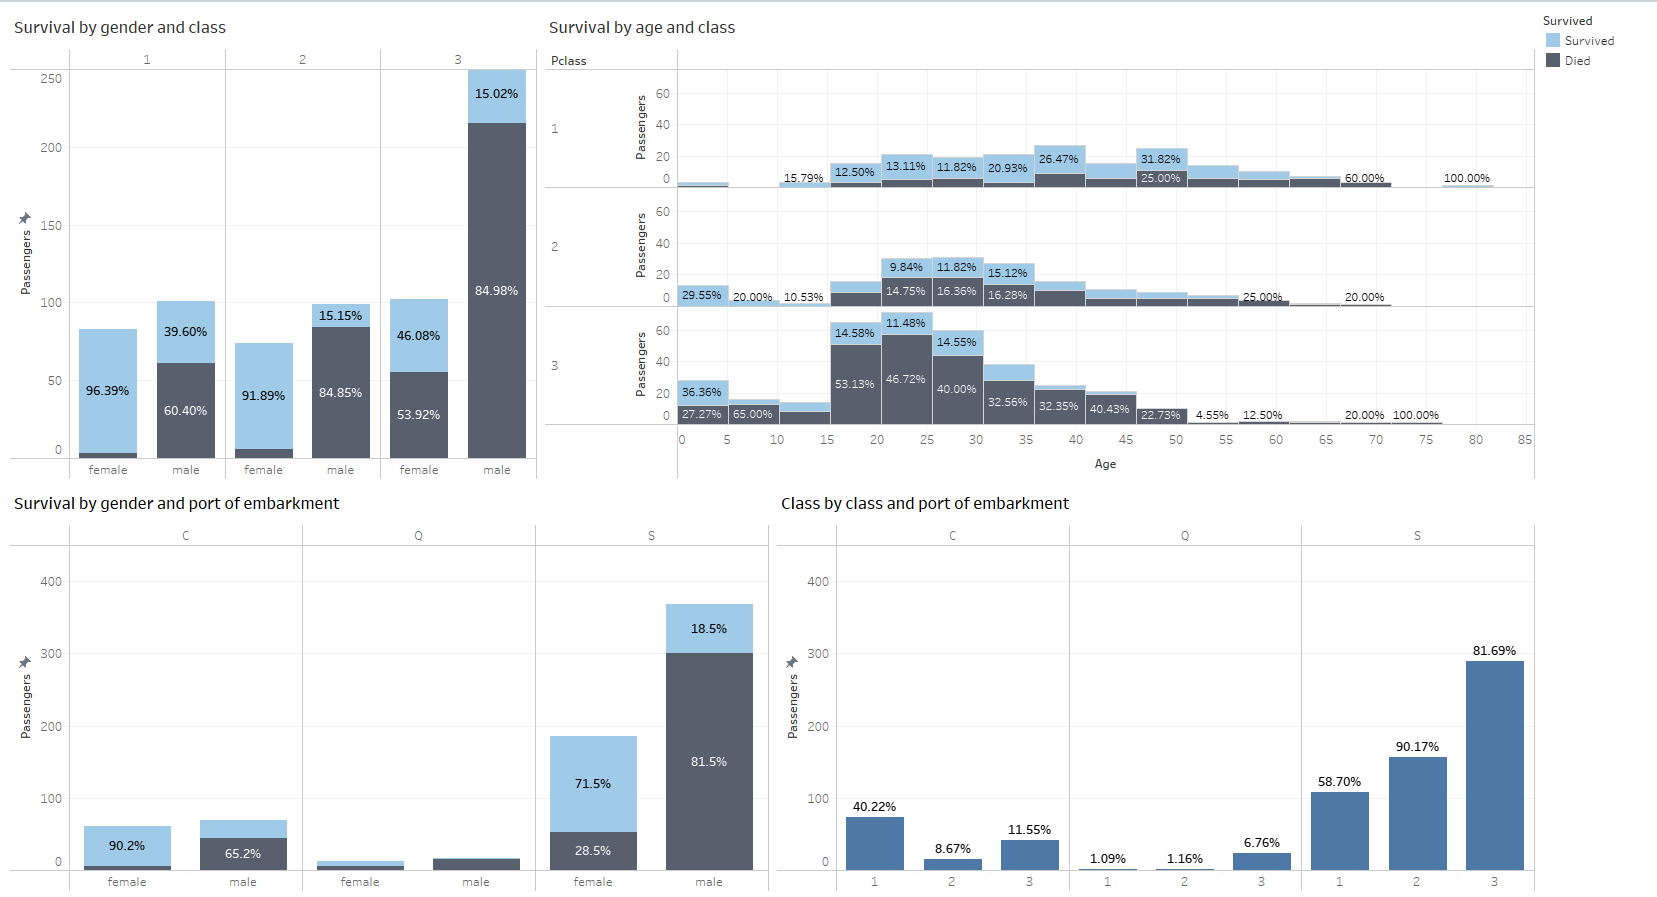 Survival by gender and class
1 2 3
Passengers
250
200
150
100
50
0
96.39%
39.60%
60.40%
91.89%
15.15%
84.85%
46.08%
53.92%
15.02%
84.98%
female male female male female male
Survival by age and class
Pclass
1
Passengers
60
40
20
0
15.79% 12.50% 13.11% 11.82% 20.93% 26.47% 31.82% 60.00% 100.00%
25.00%
2
Passengers
60
40
20
0
9.84% 11.82% 15.12%
29.55% 20.00% 10.53% 14.75% 16.36% 16.28% 25.00% 20.00%
3
Passengers
60
40
20
0
14.58% 11.48% 14.55%
36.36% 53.13% 46.72% 40.00%
27.27% 65.00% 32.56% 32.35% 40.43% 22.73% 4.55% 12.50% 20.00% 100.00%
0 5 10 15 20 25 30 35 40 45 50 55 60 65 70 75 80 85
Age
Survived
Survived
Died
Survival by gender and port of embarkment
C Q S
Passengers
400
300
200
100
0
90.2%
65.2%
71.5%
28.5%
18.5%
81.5%
female male female male female male
Class by class and port of embarkment
C Q S
Passengers
400
300
200
100
0
40.22% 8.67% 11.55% 1.09% 1.16% 6.76% 58.70% 90.17% 81.69%
1 2 3 1 2 3 1 2 3